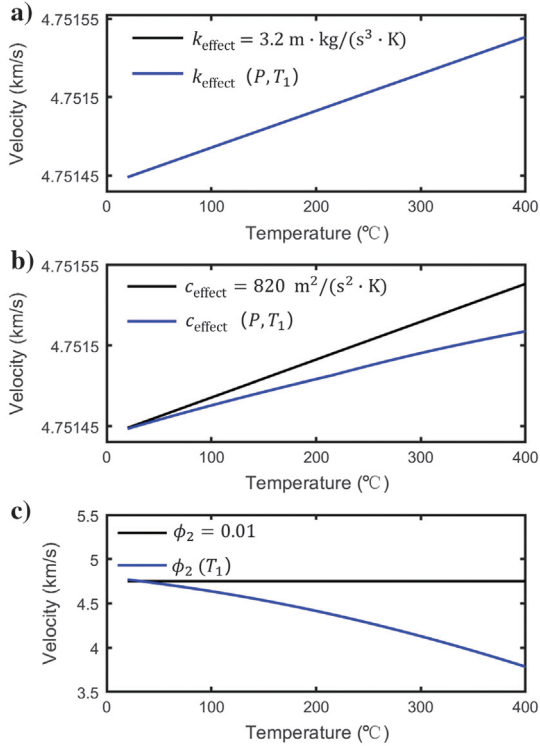 a)
4.75155
4.7515
4.75145
Velocity (km/s)
k_effect = 3.2 m · kg/(s³ · K)
k_effect (P, T₁)
0 100 200 300 400
Temperature (℃)
b)
4.75155
4.7515
4.75145
Velocity (km/s)
c_effect = 820 m²/(s² · K)
c_effect (P, T₁)
0 100 200 300 400
Temperature (℃)
c)
5.5
5
4.5
4
3.5
Velocity (km/s)
ϕ₂ = 0.01
ϕ₂ (T₁)
0 100 200 300 400
Temperature (℃)